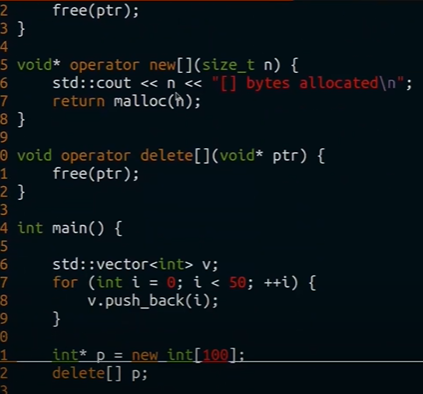 2     free(ptr);
3 }
4
5 void* operator new[](size_t n) {
6     std::cout << n << "[] bytes allocated\n";
7     return malloc(n);
8 }
9
0 void operator delete[](void* ptr) {
1     free(ptr);
2 }
3
4 int main() {
5
6     std::vector<int> v;
7     for (int i = 0; i < 50; ++i) {
8         v.push_back(i);
9     }
0
1     int* p = new int[100];
2     delete[] p;
3